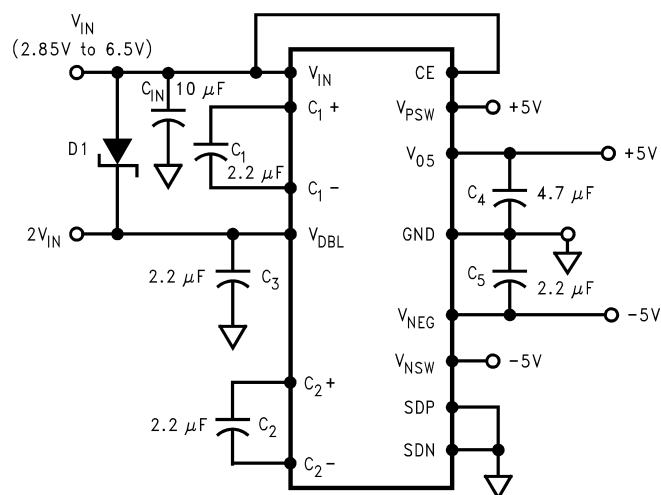 VIN
(2.85V to 6.5V)
CIN 10 µF
D1
C1
2.2 µF
2VIN
2.2 µF C3
2.2 µF C2
VIN
C1+
C1−
VDBL
C2+
C2−
CE
VPSW
VO5
GND
VNEG
VNSW
SDP
SDN
+5V
+5V
C4 4.7 µF
C5 2.2 µF
−5V
−5V